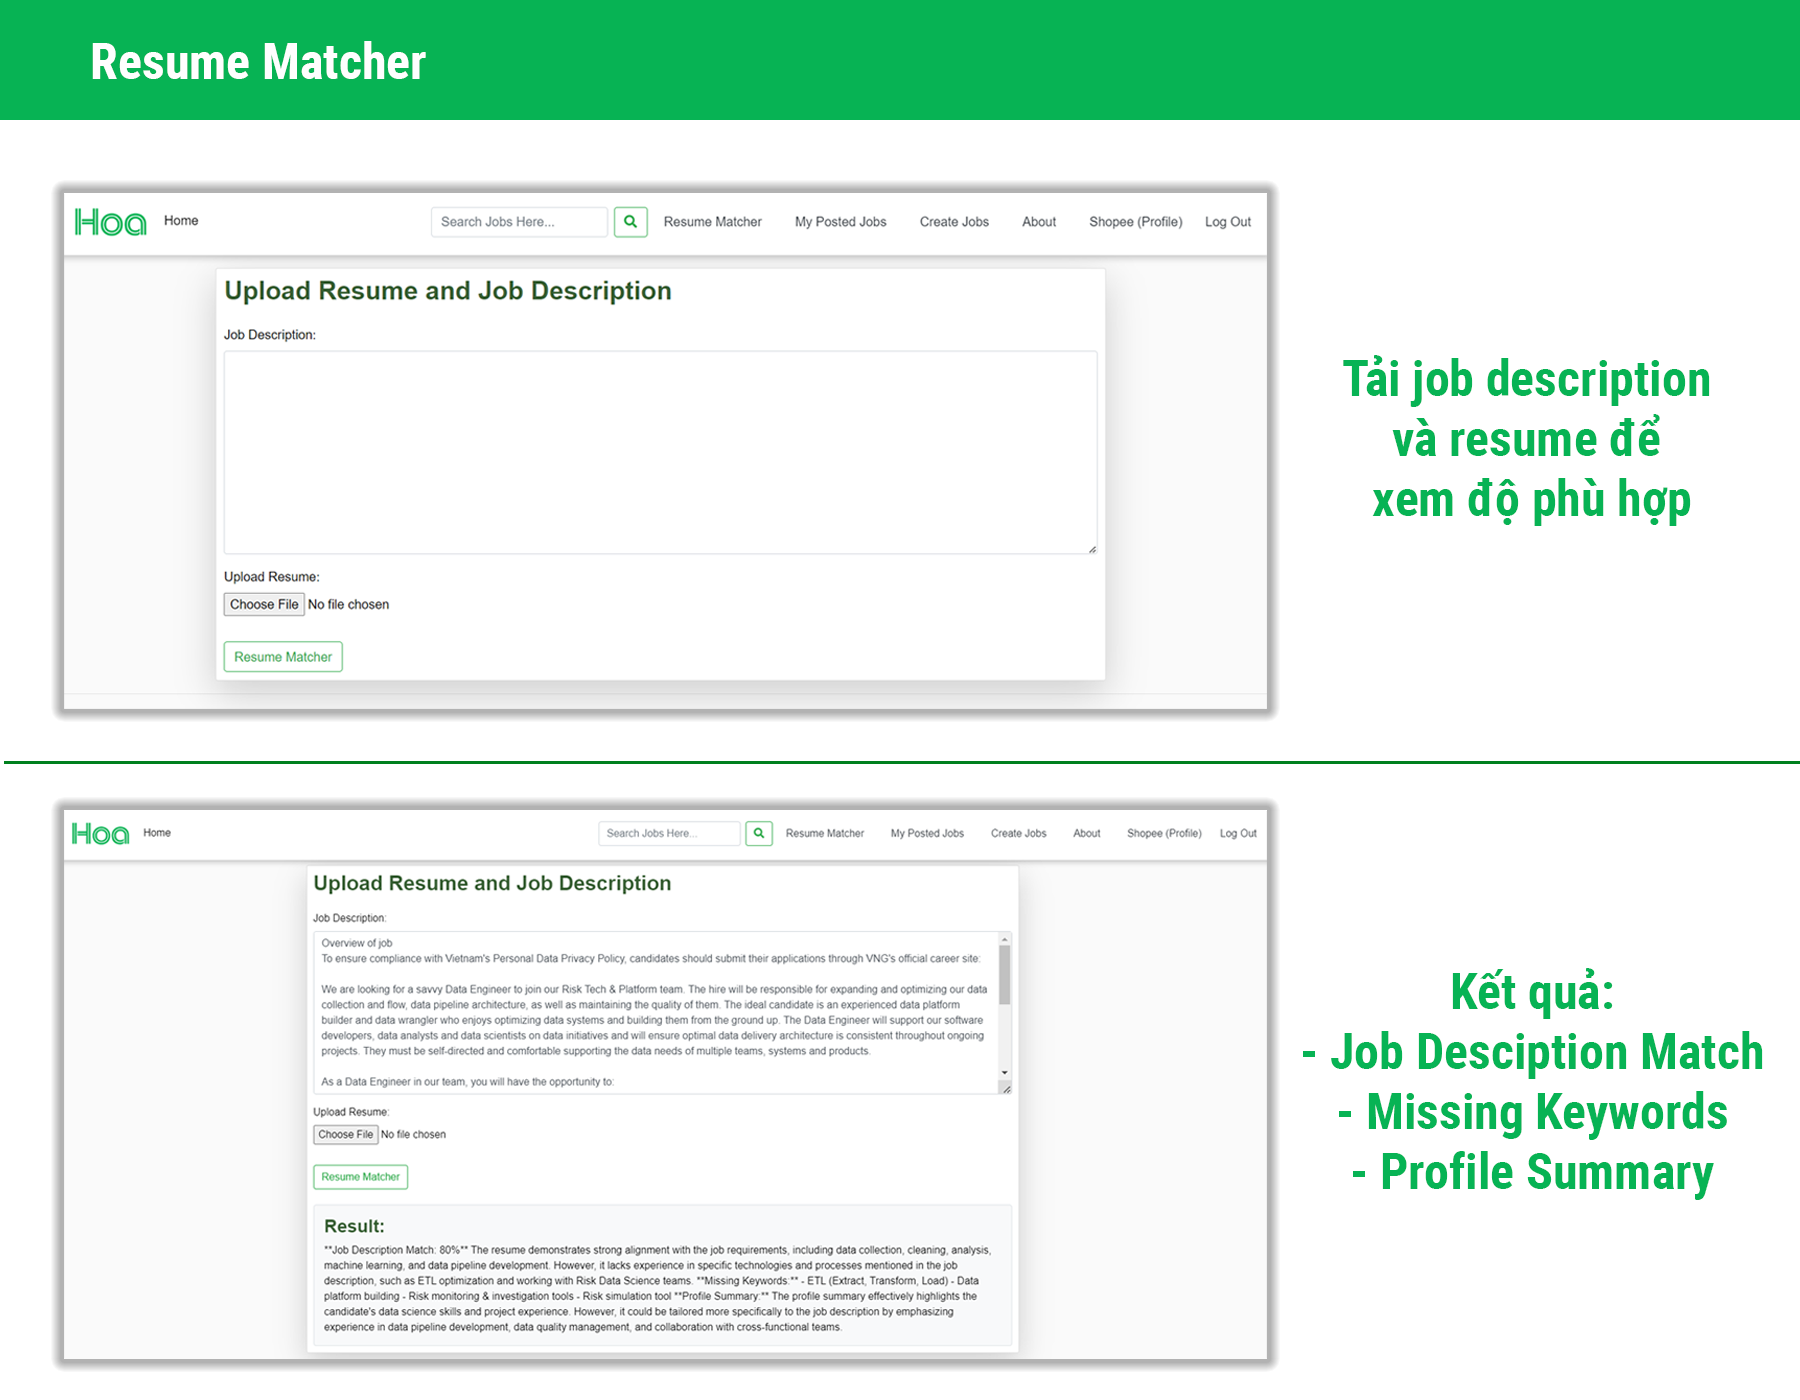 Resume Matcher
Hoa Home Search Jobs Here... Resume Matcher My Posted Jobs Create Jobs About Shopee (Profile) Log Out
Upload Resume and Job Description
Job Description:
Upload Resume:
Choose File No file chosen
Resume Matcher
Tải job description
và resume để
xem độ phù hợp
Hoa Home Search Jobs Here... Resume Matcher My Posted Jobs Create Jobs About Shopee (Profile) Log Out
Upload Resume and Job Description
Job Description:
Overview of job
To ensure compliance with Vietnam's Personal Data Privacy Policy, candidates should submit their applications through VNG's official career site:
We are looking for a savvy Data Engineer to join our Risk Tech & Platform team. The hire will be responsible for expanding and optimizing our data
collection and flow, data pipeline architecture, as well as maintaining the quality of them. The ideal candidate is an experienced data platform
builder and data wrangler who enjoys optimizing data systems and building them from the ground up. The Data Engineer will support our software
developers, data analysts and data scientists on data initiatives and will ensure optimal data delivery architecture is consistent throughout ongoing
projects. They must be self-directed and comfortable supporting the data needs of multiple teams, systems and products.
As a Data Engineer in our team, you will have the opportunity to:
Upload Resume:
Choose File No file chosen
Resume Matcher
Result:
**Job Description Match: 80%** The resume demonstrates strong alignment with the job requirements, including data collection, cleaning, analysis,
machine learning, and data pipeline development. However, it lacks experience in specific technologies and processes mentioned in the job
description, such as ETL optimization and working with Risk Data Science teams. **Missing Keywords:** - ETL (Extract, Transform, Load) - Data
platform building - Risk monitoring & investigation tools - Risk simulation tool **Profile Summary:** The profile summary effectively highlights the
candidate's data science skills and project experience. However, it could be tailored more specifically to the job description by emphasizing
experience in data pipeline development, data quality management, and collaboration with cross-functional teams.
Kết quả:
- Job Desciption Match
- Missing Keywords
- Profile Summary